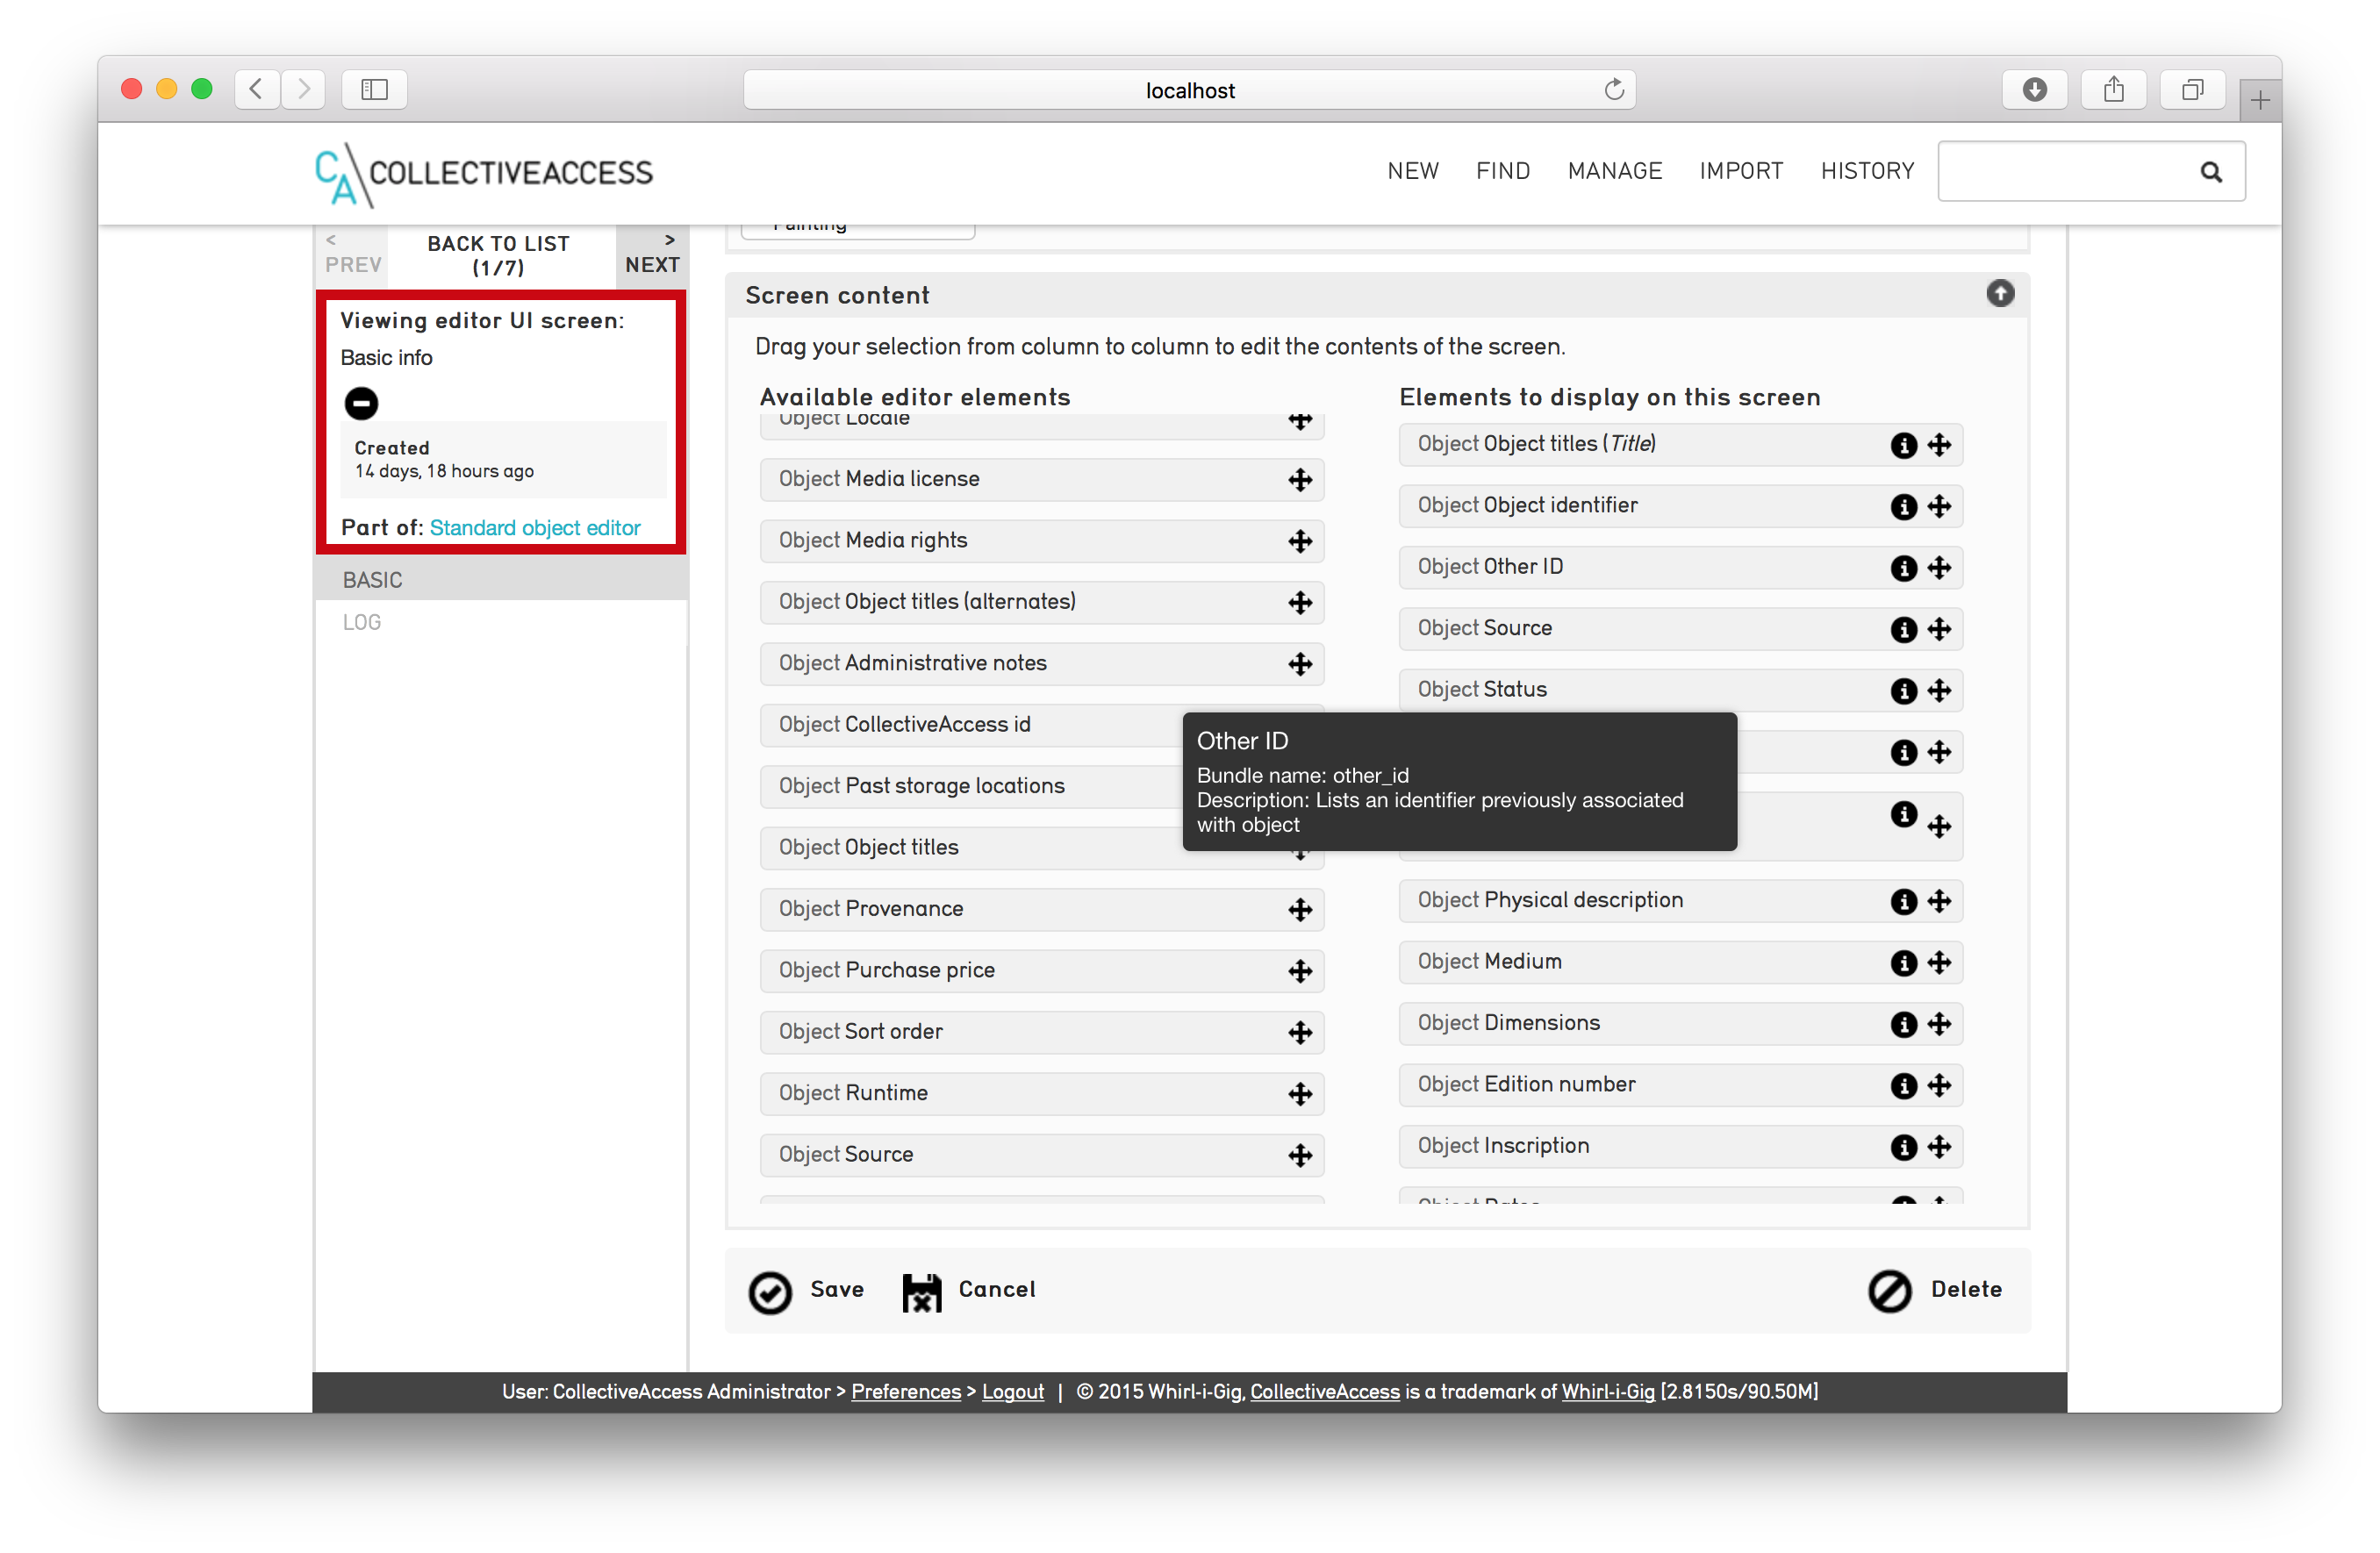 localhost
CA COLLECTIVEACCESS
NEW FIND MANAGE IMPORT HISTORY
< PREV
BACK TO LIST
(1/7)
> NEXT
Viewing editor UI screen:
Basic info
Created
14 days, 18 hours ago
Part of: Standard object editor
BASIC
LOG
Painting
Screen content
Drag your selection from column to column to edit the contents of the screen.
Available editor elements
Object Locale
Object Media license
Object Media rights
Object Object titles (alternates)
Object Administrative notes
Object CollectiveAccess id
Object Past storage locations
Object Object titles
Object Provenance
Object Purchase price
Object Sort order
Object Runtime
Object Source
Elements to display on this screen
Object Object titles (Title)
Object Object identifier
Object Other ID
Object Source
Object Status
Other ID
Bundle name: other_id
Description: Lists an identifier previously associated
with object
Object Physical description
Object Medium
Object Dimensions
Object Edition number
Object Inscription
Object Dates
Save
Cancel
Delete
User: CollectiveAccess Administrator > Preferences > Logout | © 2015 Whirl-i-Gig, CollectiveAccess is a trademark of Whirl-i-Gig [2.8150s/90.50M]